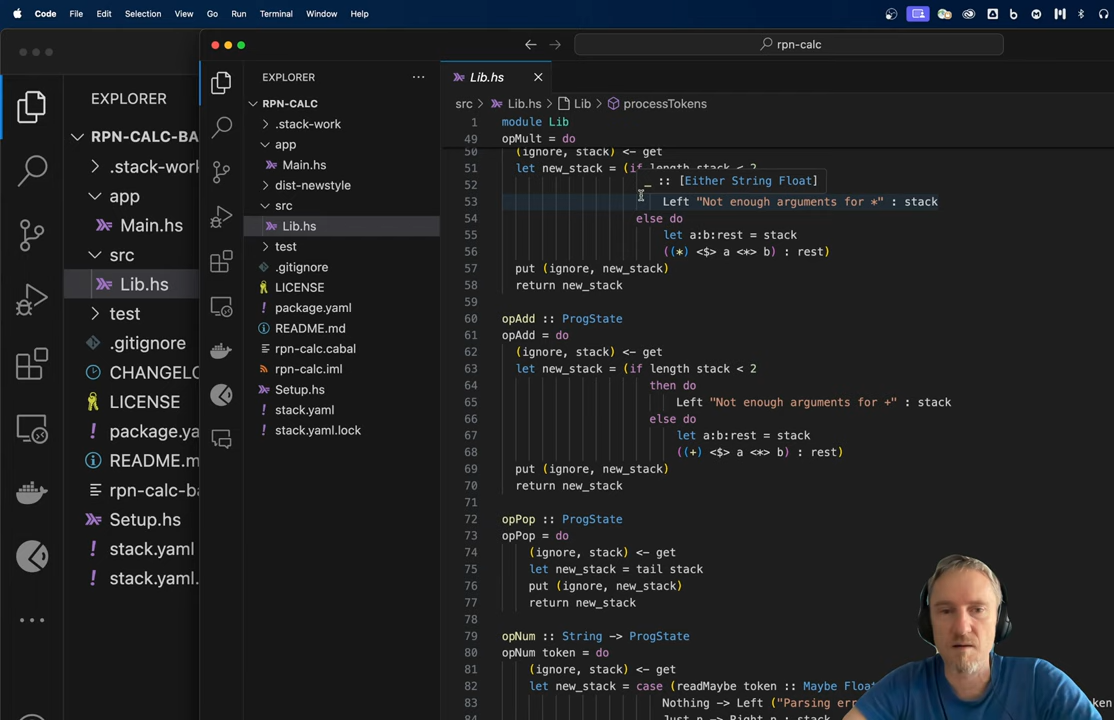 Code File Edit Selection View Go Run Terminal Window Help
EXPLORER
RPN-CALC-BA
.stack-work
app
Main.hs
src
Lib.hs
test
.gitignore
CHANGELO
LICENSE
package.ya
README.m
rpn-calc-ba
Setup.hs
stack.yaml
stack.yaml.
rpn-calc
EXPLORER
RPN-CALC
.stack-work
app
Main.hs
dist-newstyle
src
Lib.hs
test
.gitignore
LICENSE
package.yaml
README.md
rpn-calc.cabal
rpn-calc.iml
Setup.hs
stack.yaml
stack.yaml.lock
Lib.hs
src > Lib.hs > Lib > processTokens
1 module Lib
49 opMult = do
50 (ignore, stack) <- get
51 let new_stack = (if length stack < 2
52
_ :: [Either String Float]
53 Left "Not enough arguments for *" : stack
54 else do
55 let a:b:rest = stack
56 ((*) <$> a <*> b) : rest)
57 put (ignore, new_stack)
58 return new_stack
59
60 opAdd :: ProgState
61 opAdd = do
62 (ignore, stack) <- get
63 let new_stack = (if length stack < 2
64 then do
65 Left "Not enough arguments for +" : stack
66 else do
67 let a:b:rest = stack
68 ((+) <$> a <*> b) : rest)
69 put (ignore, new_stack)
70 return new_stack
71
72 opPop :: ProgState
73 opPop = do
74 (ignore, stack) <- get
75 let new_stack = tail stack
76 put (ignore, new_stack)
77 return new_stack
78
79 opNum :: String -> ProgState
80 opNum token = do
81 (ignore, stack) <- get
82 let new_stack = case (readMaybe token :: Maybe Floa
83 Nothing -> Left ("Parsing err token
84 Just n -> Right n : stack